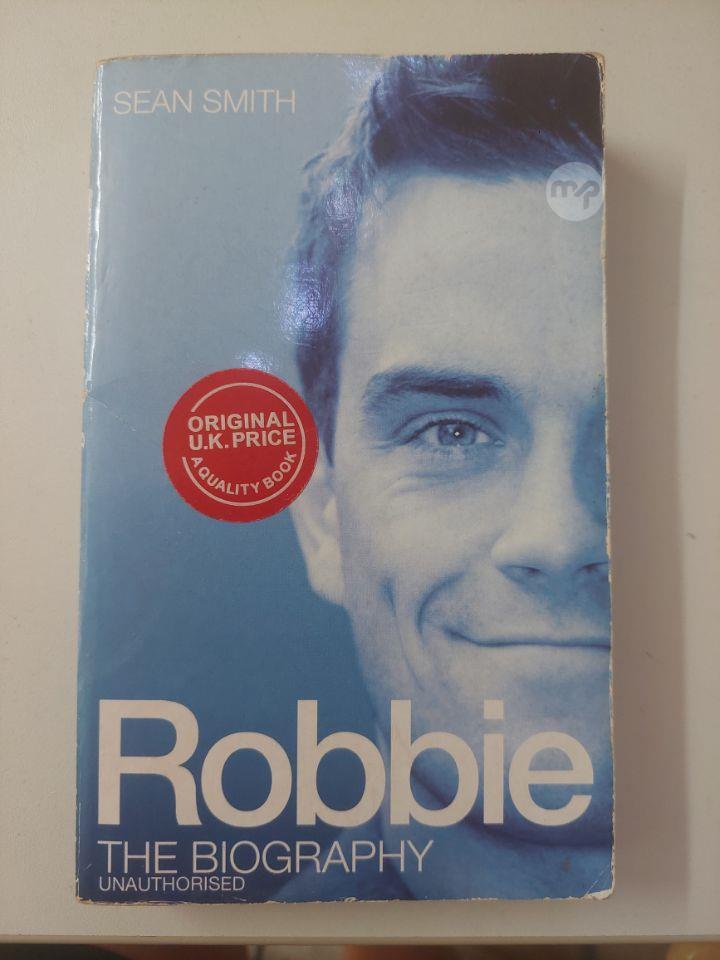 SEAN SMITH
mp
ORIGINAL
U.K. PRICE
A QUALITY BOOK
Robbie
THE BIOGRAPHY
UNAUTHORISED